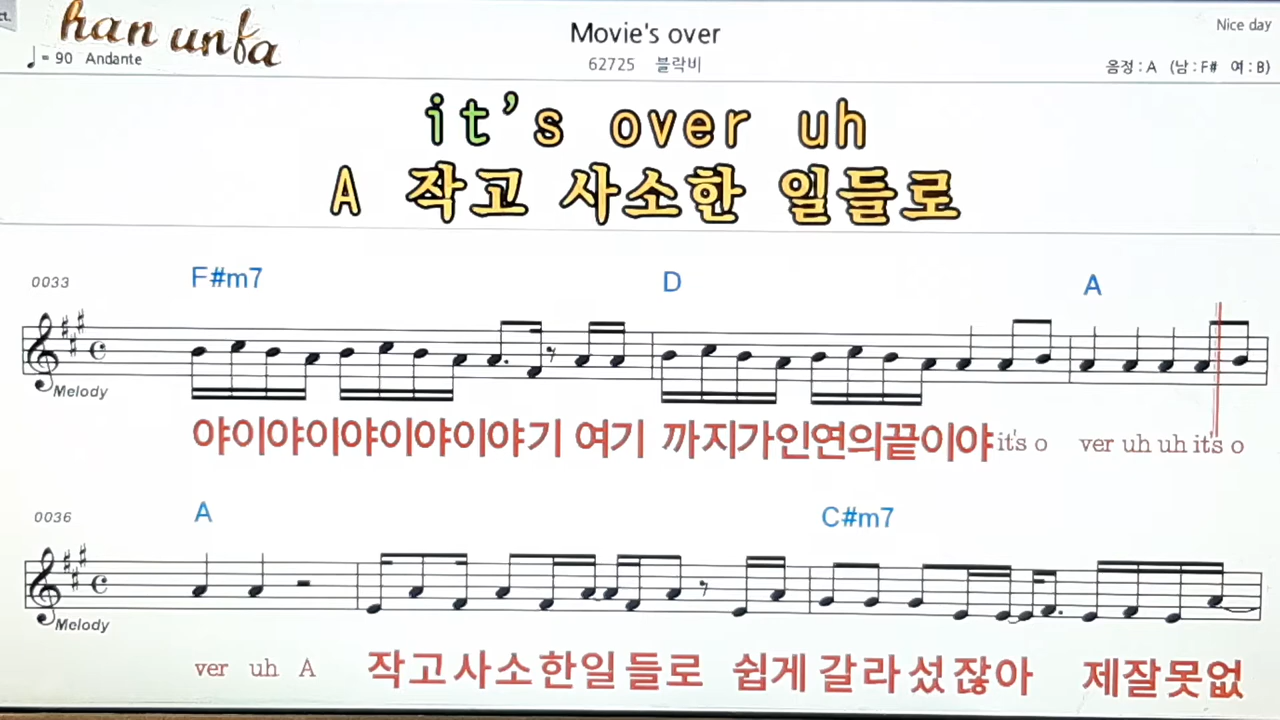 ct.
han unfa
Movie's over
Nice day
♩ = 90 Andante
62725 블락비
음정 : A (남 : F# 여 : B)
it's over uh
A 작고 사소한 일들로
0033
F#m7 D A
Melody
야이야이야이야이야기 여기 까지가인연의끝이야 it's o ver uh uh it's o
0036
A C#m7
Melody
ver uh A 작고사소한일들로 쉽게갈라섰잖아 제잘못없